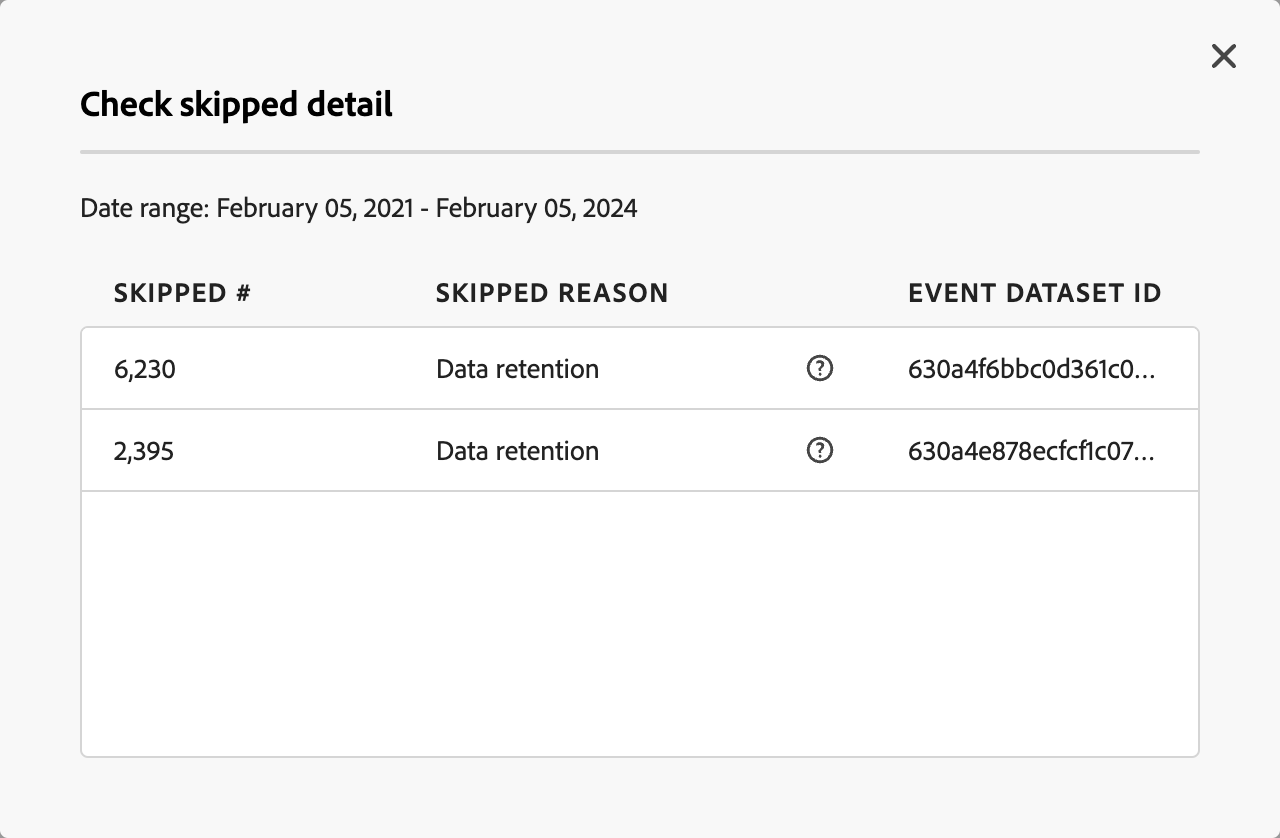 Check skipped detail
Date range: February 05, 2021 - February 05, 2024
SKIPPED # SKIPPED REASON EVENT DATASET ID
6,230 Data retention 630a4f6bbc0d361c0...
2,395 Data retention 630a4e878ecfcf1c07...